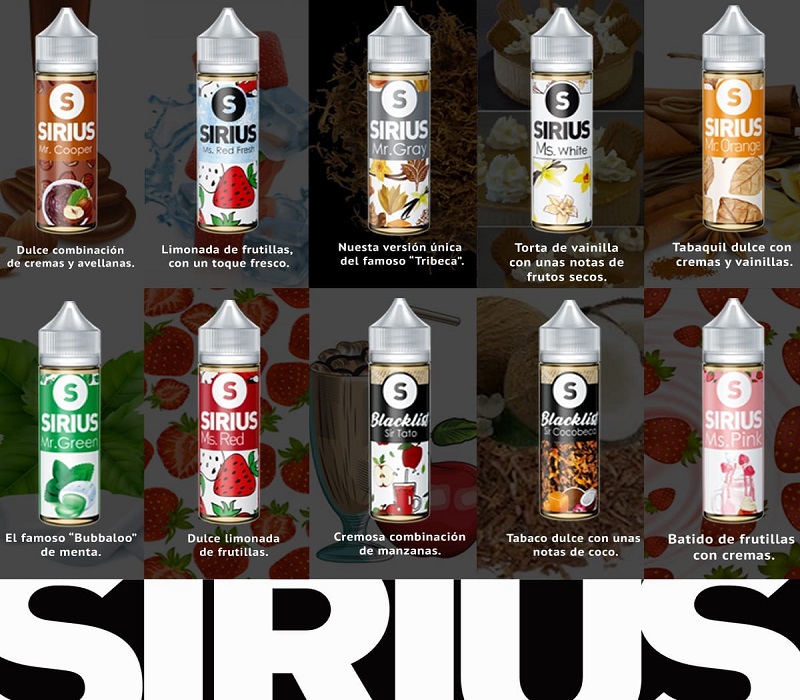 S
SIRIUS
Mr. Cooper
Dulce combinación
de cremas y avellanas.
S
SIRIUS
Ms. Red Fresh
Limonada de frutillas,
con un toque fresco.
S
SIRIUS
Mr. Gray
Nuesta versión única
del famoso "Tribeca".
S
SIRIUS
Ms. White
Torta de vainilla
con unas notas de
frutos secos.
S
SIRIUS
Mr. Orange
Tabaquil dulce con
cremas y vainillas.
S
SIRIUS
Mr. Green
El famoso "Bubbaloo"
de menta.
S
SIRIUS
Ms. Red
Dulce limonada
de frutillas.
S
Blacklist
Sir Tato
Cremosa combinación
de manzanas.
S
Blacklist
Sir Cocobeco
Tabaco dulce con unas
notas de coco.
S
SIRIUS
Ms. Pink
Batido de frutillas
con cremas.
SIRIUS